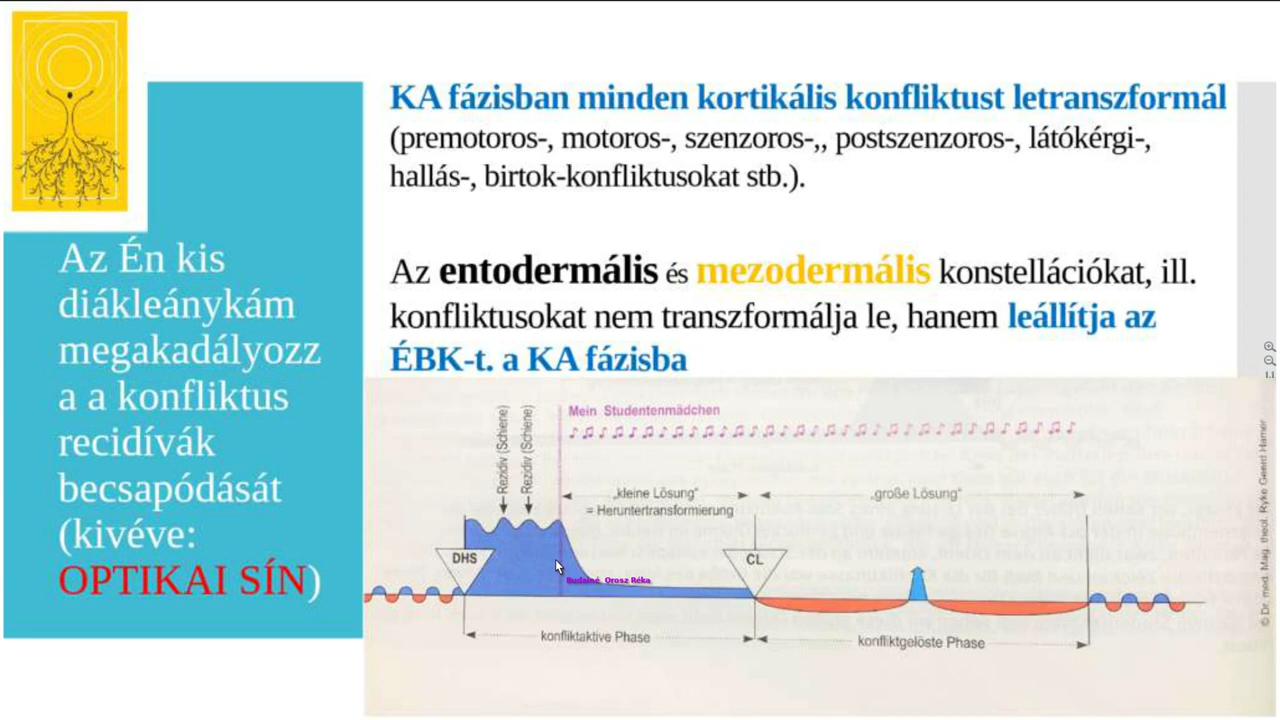 KA fázisban minden kortikális konfliktust letranszformál
(premotoros-, motoros-, szenzoros-,, postszenzoros-, látókérgi-,
hallás-, birtok-konfliktusokat stb.).
Az Én kis
diákleánykám
megakadályozz
a a konfliktus
recidívák
becsapódását
(kivéve:
OPTIKAI SÍN)
Az entodermális és mezodermális konstellációkat, ill.
konfliktusokat nem transzformálja le, hanem leállítja az
ÉBK-t. a KA fázisba
Mein Studentenmädchen
Rezidiv (Schiene)
Rezidiv (Schiene)
„kleine Lösung"
= Heruntertransformierung
„große Lösung"
DHS
CL
Budainé, Orosz Réka
konfliktaktive Phase
konfliktgelöste Phase
© Dr. med. Mag. theol. Ryke Geerd Hamer